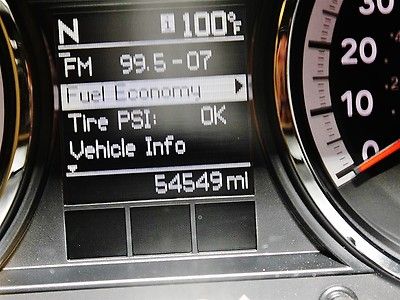 N 100°F
FM 99.5-07
Fuel Economy
Tire PSI: OK
Vehicle Info
54549 mi
30
20
10
0